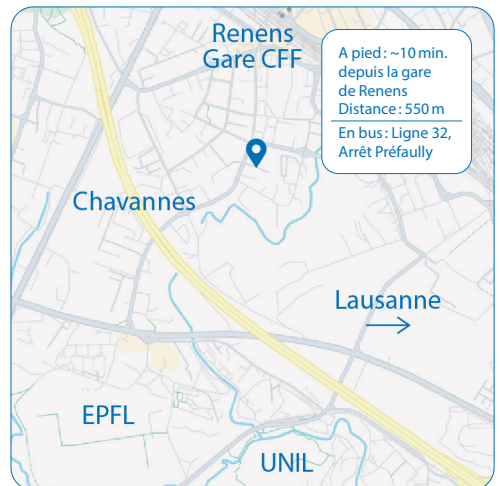 Renens
Gare CFF
A pied : ~10 min.
depuis la gare
de Renens
Distance : 550 m
En bus : Ligne 32,
Arrêt Préfaully
Chavannes
Lausanne
EPFL
UNIL